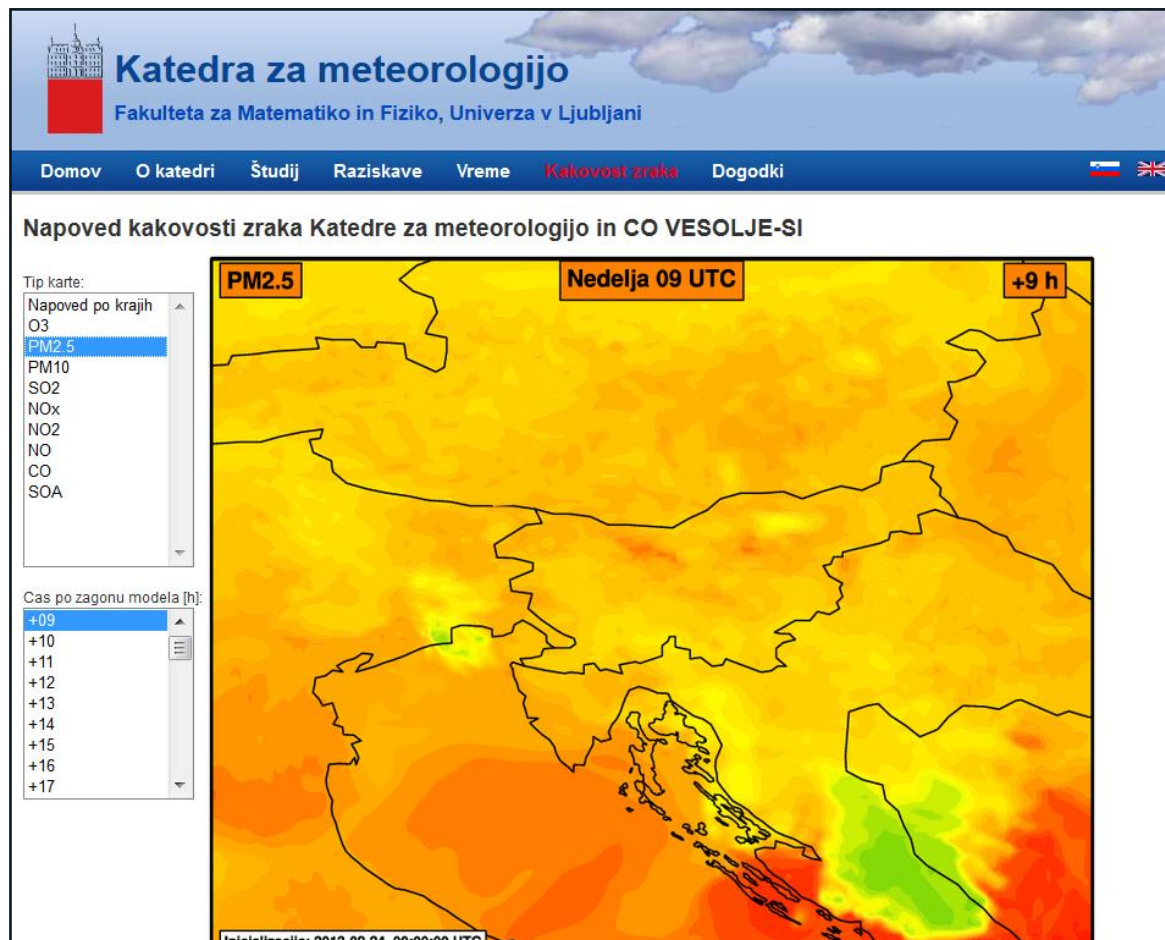 Katedra za meteorologijo
Fakulteta za Matematiko in Fiziko, Univerza v Ljubljani
Domov O katedri Študij Raziskave Vreme Kakovost zraka Dogodki
Napoved kakovosti zraka Katedre za meteorologijo in CO VESOLJE-SI
Tip karte:
Napoved po krajih
O3
PM2.5
PM10
SO2
NOx
NO2
NO
CO
SOA
Cas po zagonu modela [h]:
+09
+10
+11
+12
+13
+14
+15
+16
+17
PM2.5 Nedelja 09 UTC +9 h